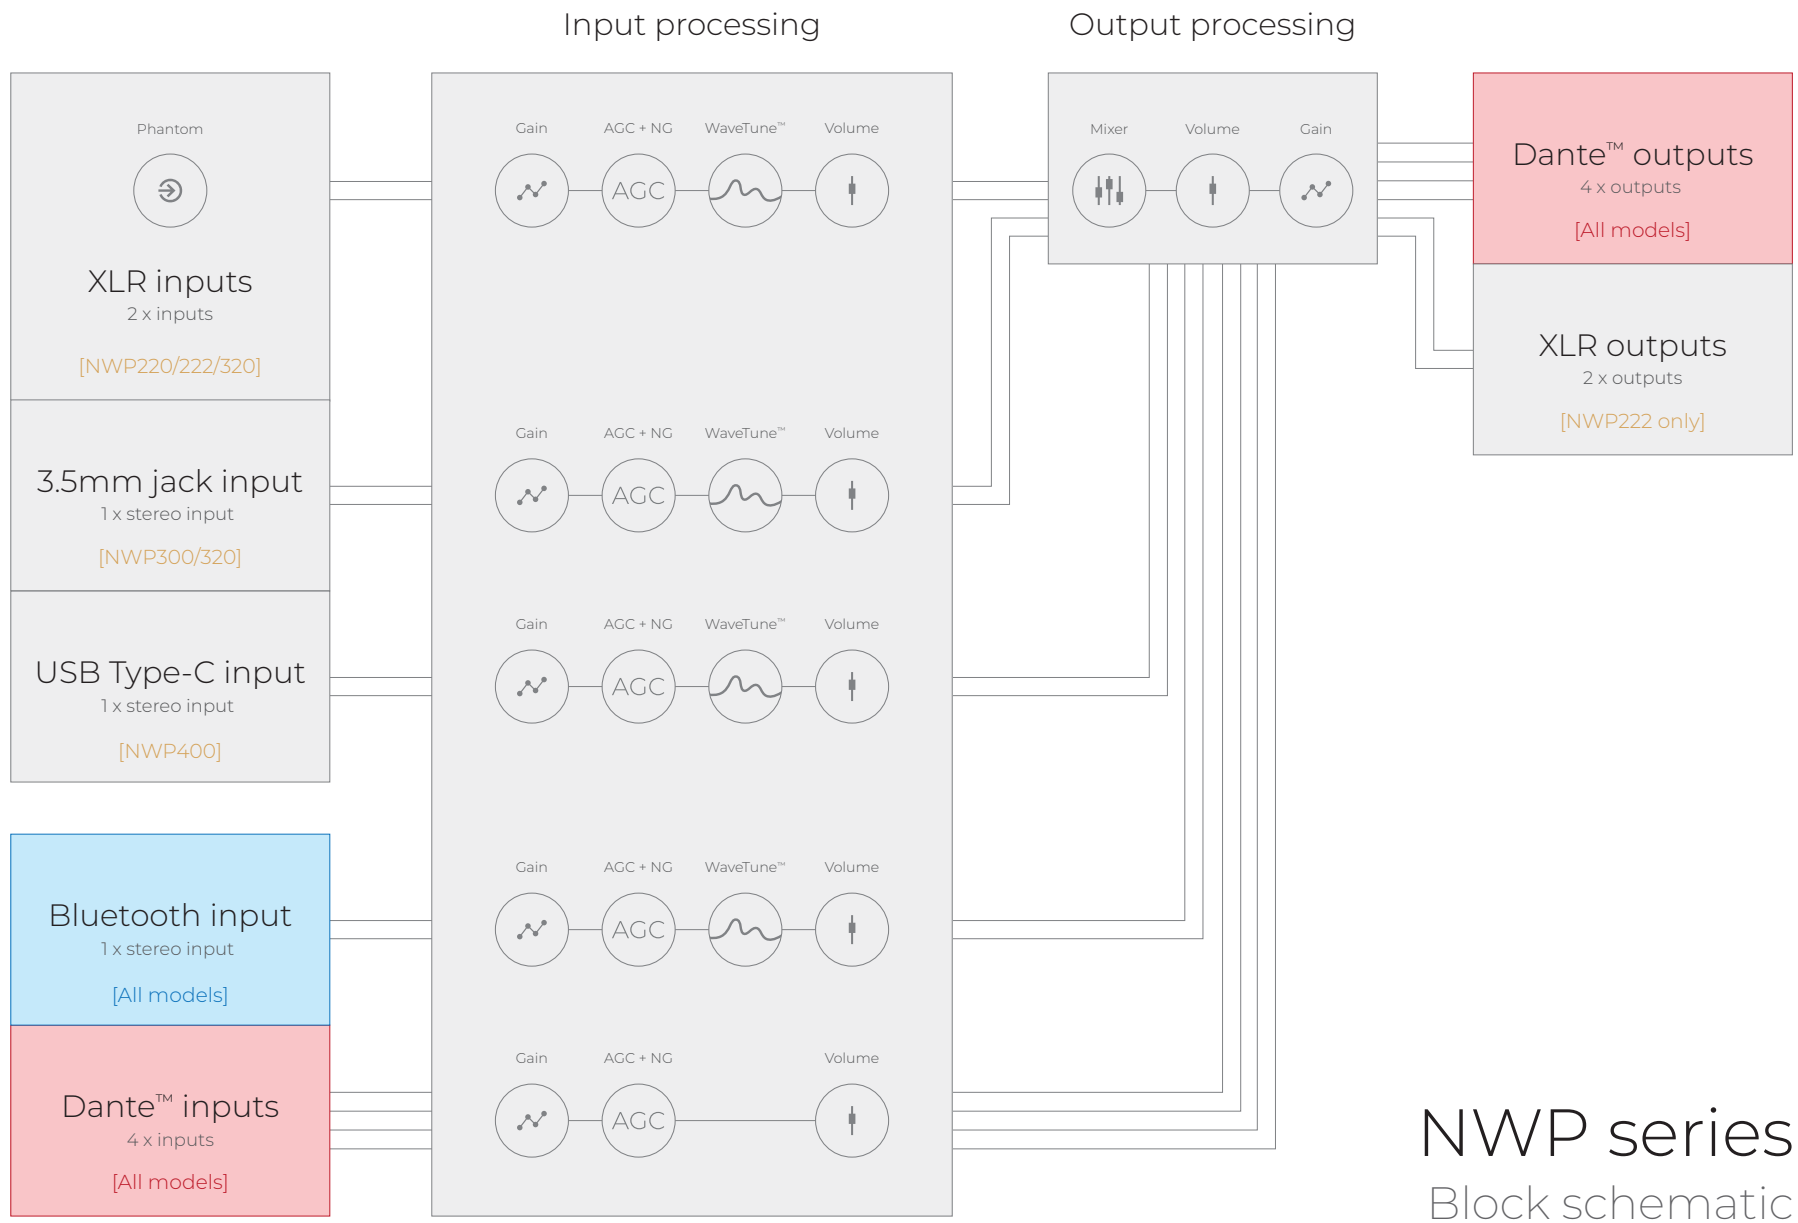 Input processing
Output processing
Phantom
XLR inputs
2 x inputs
[NWP220/222/320]
3.5mm jack input
1 x stereo input
[NWP300/320]
USB Type-C input
1 x stereo input
[NWP400]
Bluetooth input
1 x stereo input
[All models]
Dante™ inputs
4 x inputs
[All models]
Gain AGC + NG WaveTune™ Volume
AGC
Gain AGC + NG WaveTune™ Volume
AGC
Gain AGC + NG WaveTune™ Volume
AGC
Gain AGC + NG WaveTune™ Volume
AGC
Gain AGC + NG Volume
AGC
Mixer Volume Gain
Dante™ outputs
4 x outputs
[All models]
XLR outputs
2 x outputs
[NWP222 only]
NWP series
Block schematic